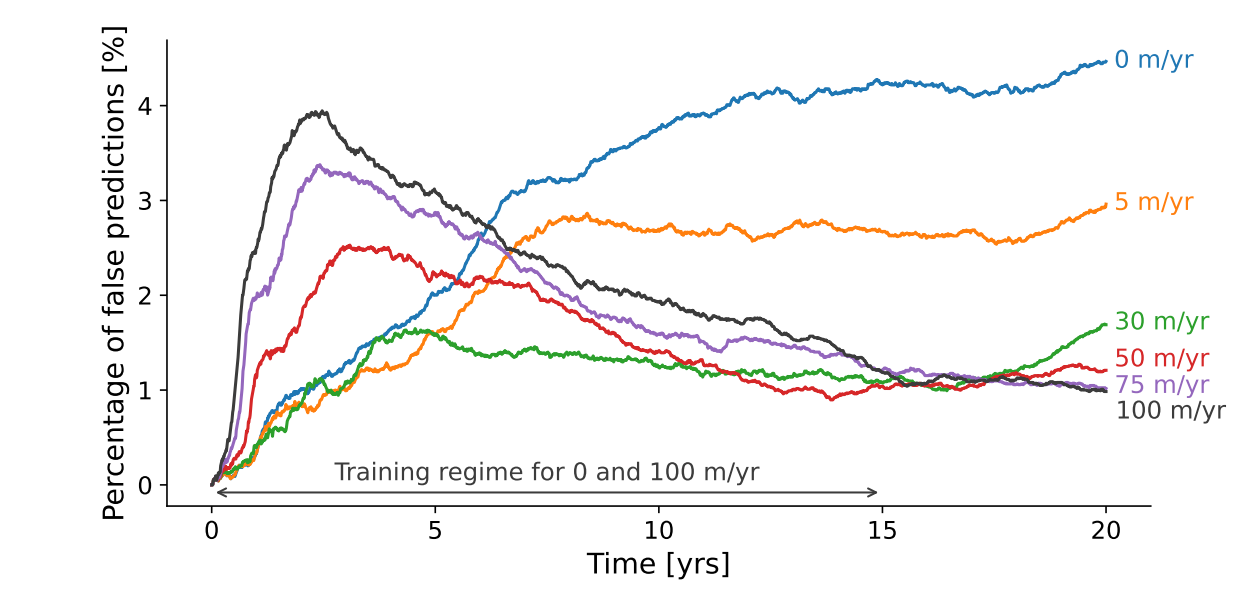 Percentage of false predictions [%]
4
3
2
1
0
0 m/yr
5 m/yr
30 m/yr
50 m/yr
75 m/yr
100 m/yr
Training regime for 0 and 100 m/yr
0 5 10 15 20
Time [yrs]